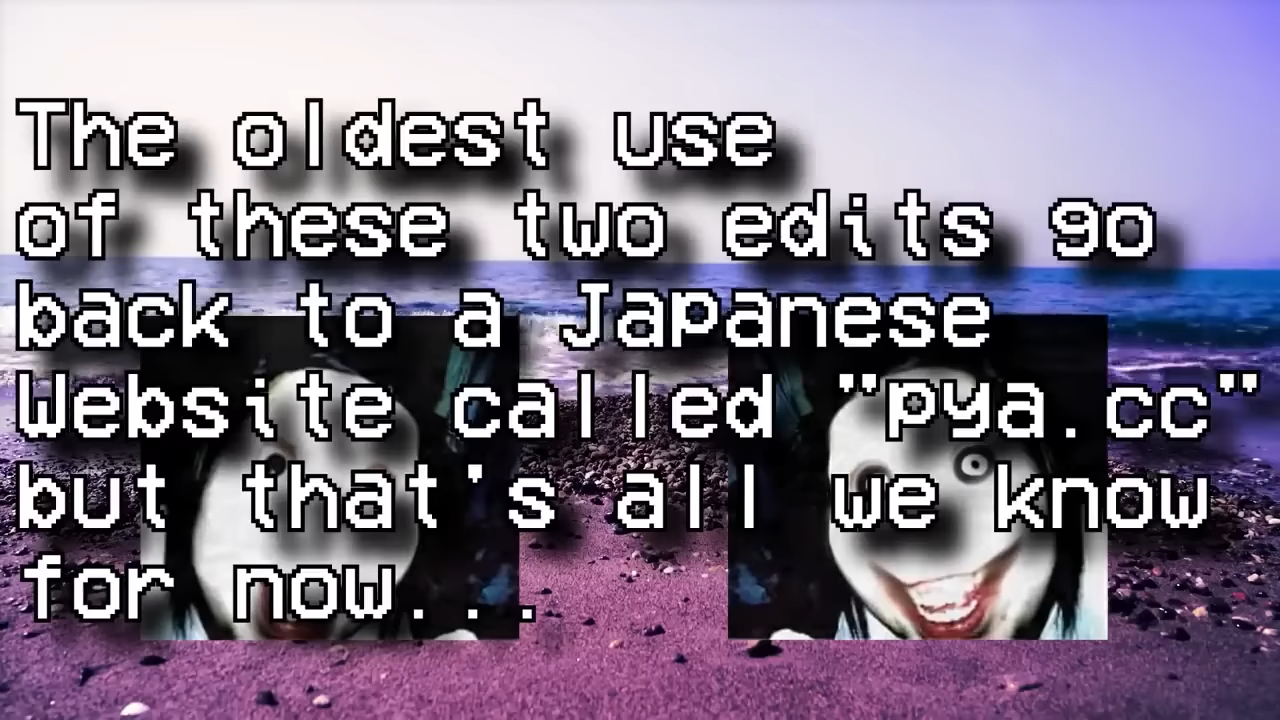 The oldest use
of these two edits go
back to a Japanese
Website called "pya.cc"
but that's all we know
for now...